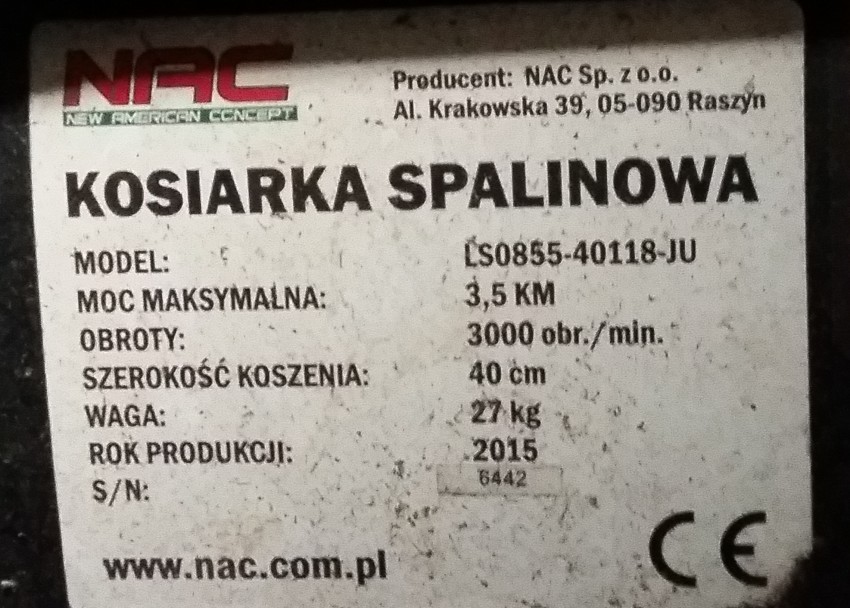 NAC
NEW AMERICAN CONCEPT
Producent: NAC Sp. z o.o.
Al. Krakowska 39, 05-090 Raszyn
KOSIARKA SPALINOWA
MODEL: LS0855-40118-JU
MOC MAKSYMALNA: 3,5 KM
OBROTY: 3000 obr./min.
SZEROKOŚĆ KOSZENIA: 40 cm
WAGA: 27 kg
ROK PRODUKCJI: 2015
S/N: 6442
www.nac.com.pl
CE